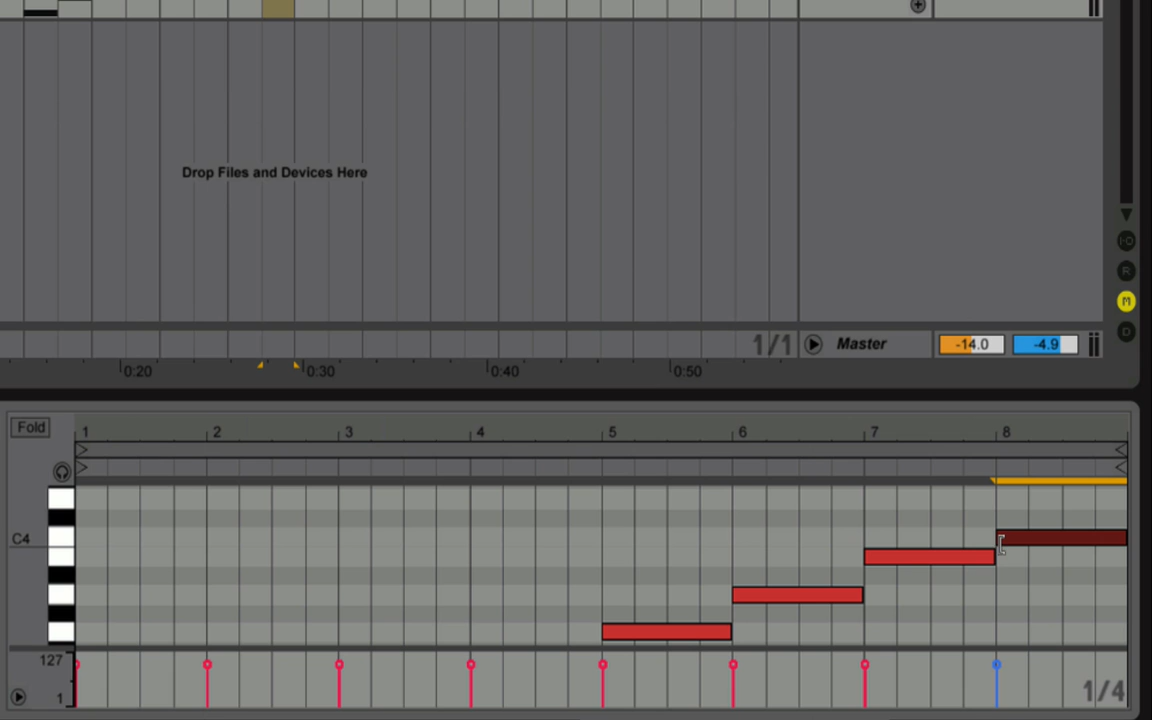 Drop Files and Devices Here
I·O
R
M
D
1/1 Master -14.0 -4.9
0:20 0:30 0:40 0:50
Fold 1 2 3 4 5 6 7 8
C4
127
1
1/4